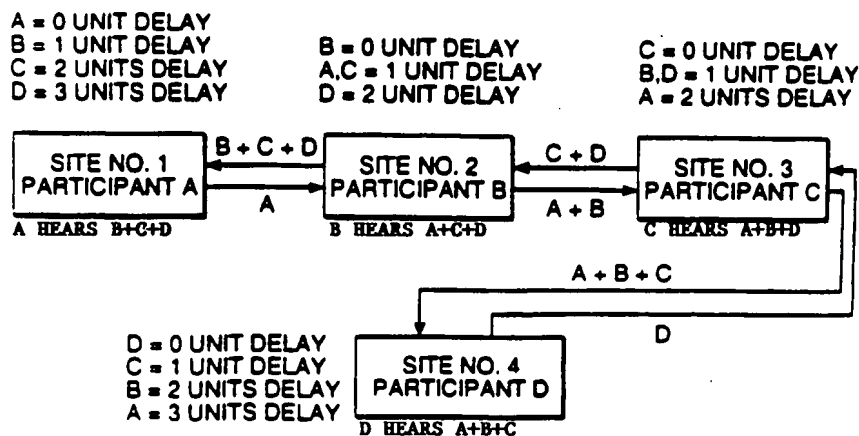 A = 0 UNIT DELAY
B = 1 UNIT DELAY
C = 2 UNITS DELAY
D = 3 UNITS DELAY
B = 0 UNIT DELAY
A,C = 1 UNIT DELAY
D = 2 UNIT DELAY
C = 0 UNIT DELAY
B,D = 1 UNIT DELAY
A = 2 UNITS DELAY
SITE NO. 1
PARTICIPANT A
A HEARS B+C+D
B + C + D
A
SITE NO. 2
PARTICIPANT B
B HEARS A+C+D
C + D
A + B
SITE NO. 3
PARTICIPANT C
C HEARS A+B+D
A + B + C
D
D = 0 UNIT DELAY
C = 1 UNIT DELAY
B = 2 UNITS DELAY
A = 3 UNITS DELAY
SITE NO. 4
PARTICIPANT D
D HEARS A+B+C